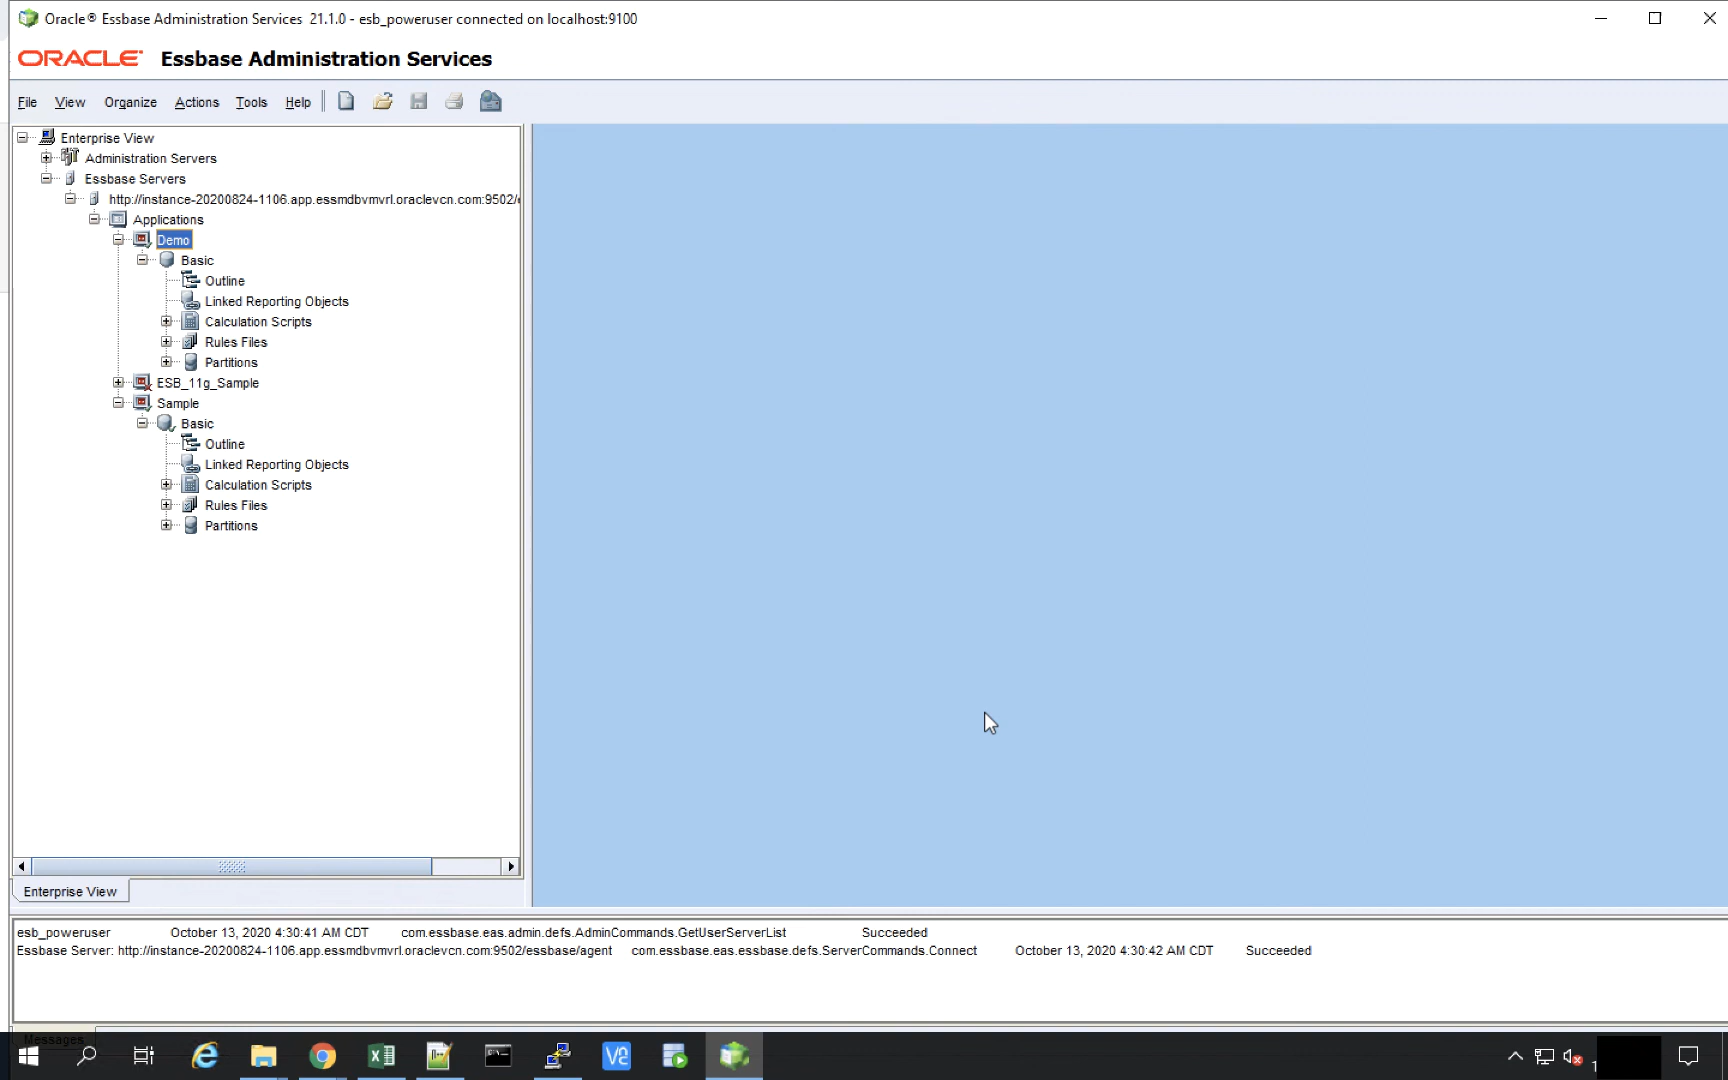 Oracle® Essbase Administration Services 21.1.0 - esb_poweruser connected on localhost:9100
ORACLE Essbase Administration Services
File View Organize Actions Tools Help
Enterprise View
Administration Servers
Essbase Servers
http://instance-20200824-1106.app.essmdbvmvrl.oraclevcn.com:9502/
Applications
Demo
Basic
Outline
Linked Reporting Objects
Calculation Scripts
Rules Files
Partitions
ESB_11g_Sample
Sample
Basic
Outline
Linked Reporting Objects
Calculation Scripts
Rules Files
Partitions
Enterprise View
esb_poweruser October 13, 2020 4:30:41 AM CDT com.essbase.eas.admin.defs.AdminCommands.GetUserServerList Succeeded
Essbase Server: http://instance-20200824-1106.app.essmdbvmvrl.oraclevcn.com:9502/essbase/agent com.essbase.eas.essbase.defs.ServerCommands.Connect October 13, 2020 4:30:42 AM CDT Succeeded
Messages